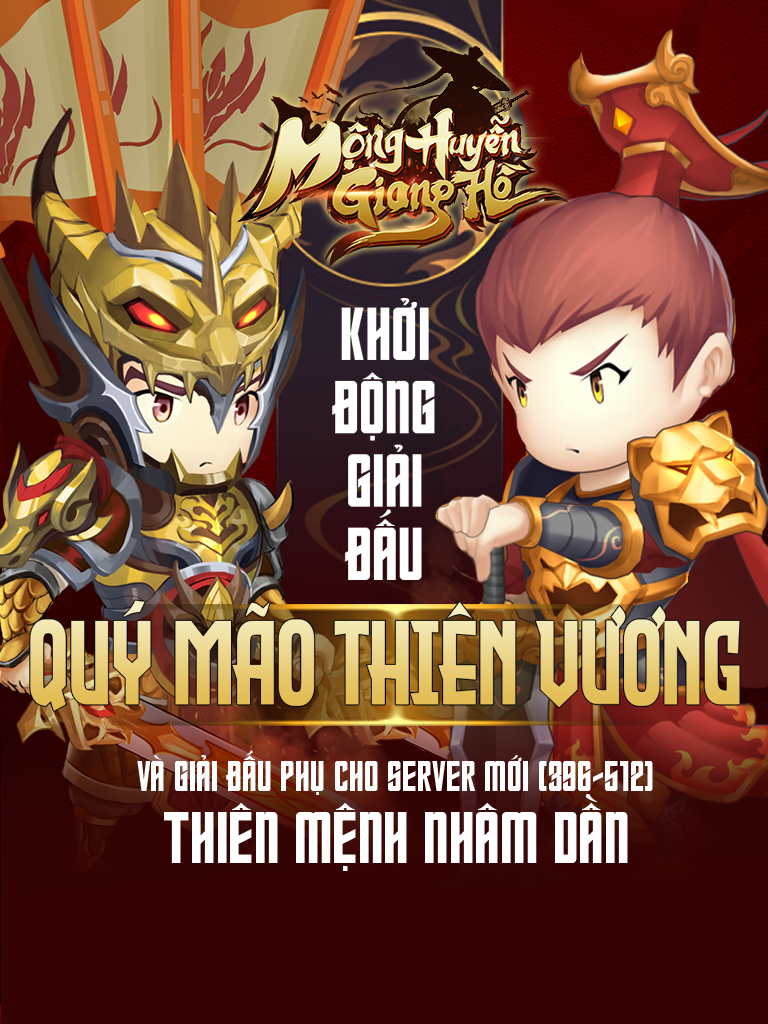 Mộng Huyễn
Giang Hồ
KHỞI
ĐỘNG
GIẢI
ĐẤU
QUÝ MÃO THIÊN VƯƠNG
VÀ GIẢI ĐẤU PHỤ CHO SERVER MỚI (396-512)
THIÊN MỆNH NHÂM DẦN